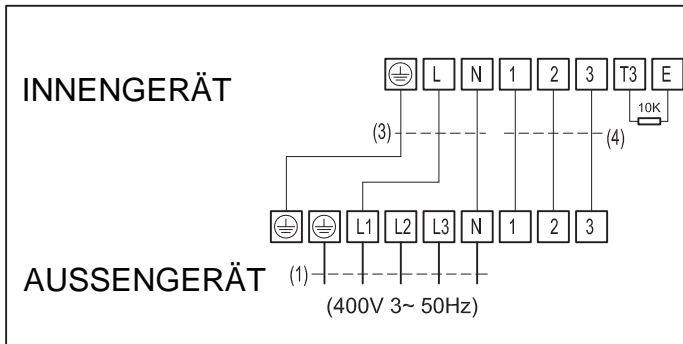 INNENGERÄT
L N 1 2 3 T3 E
10K
(3)
(4)
L1 L2 L3 N 1 2 3
AUSSENGERÄT
(1)
(400V 3~ 50Hz)